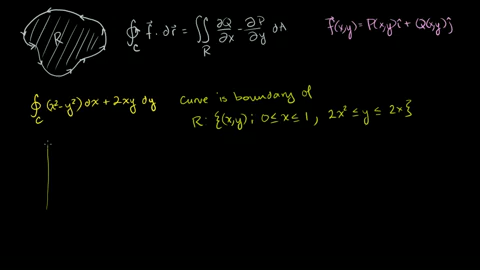 R
∮_C f⃗ · dr⃗ = ∬_R ∂Q/∂x - ∂P/∂y dA
f⃗(x,y) = P(x,y)î + Q(x,y)ĵ
∮_C (x²-y²) dx + 2xy dy
Curve is boundary of
R: {(x,y); 0 ≤ x ≤ 1, 2x² ≤ y ≤ 2x}